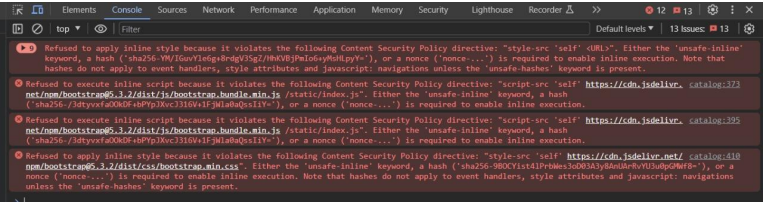 Elements Console Sources Network Performance Application Memory Security Lighthouse Recorder 12 13
top Filter Default levels 13 Issues: 13
9 Refused to apply inline style because it violates the following Content Security Policy directive: "style-src 'self' <URL>". Either the 'unsafe-inline'
keyword, a hash ('sha256-YM/IGuvYle6g+8rdgV35gZ/HhKVBjPmIo6+yMsHLpyY='), or a nonce ('nonce-...') is required to enable inline execution. Note that
hashes do not apply to event handlers, style attributes and javascript: navigations unless the 'unsafe-hashes' keyword is present.
Refused to execute inline script because it violates the following Content Security Policy directive: "script-src 'self' https://cdn.jsdelivr. catalog:373
net/npm/bootstrap@5.3.2/dist/js/bootstrap.bundle.min.js /static/index.js". Either the 'unsafe-inline' keyword, a hash
('sha256-/3dtyvxfaOOkDF+bPYpJXvcJ316V+1FjWla0aQssIiY='), or a nonce ('nonce-...') is required to enable inline execution.
Refused to execute inline script because it violates the following Content Security Policy directive: "script-src 'self' https://cdn.jsdelivr. catalog:395
net/npm/bootstrap@5.3.2/dist/js/bootstrap.bundle.min.js /static/index.js". Either the 'unsafe-inline' keyword, a hash
('sha256-/3dtyvxfaOOkDF+bPYpJXvcJ316V+1FjWla0aQssIiY='), or a nonce ('nonce-...') is required to enable inline execution.
Refused to apply inline style because it violates the following Content Security Policy directive: "style-src 'self' https://cdn.jsdelivr.net/ catalog:410
npm/bootstrap@5.3.2/dist/css/bootstrap.min.css". Either the 'unsafe-inline' keyword, a hash ('sha256-9BOCYist41PrbWes3oD03A3y8AnUArRvYU3u0pGMWf8='), or a
nonce ('nonce-...') is required to enable inline execution. Note that hashes do not apply to event handlers, style attributes and javascript: navigations
unless the 'unsafe-hashes' keyword is present.